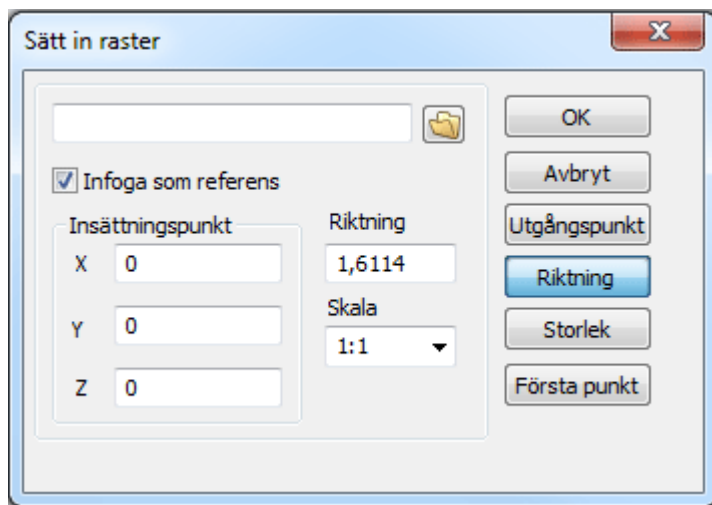 Sätt in raster
OK
Infoga som referens
Avbryt
Insättningspunkt
Riktning
Utgångspunkt
X 0
1,6114
Riktning
Skala
Y 0
1:1
Storlek
Z 0
Första punkt